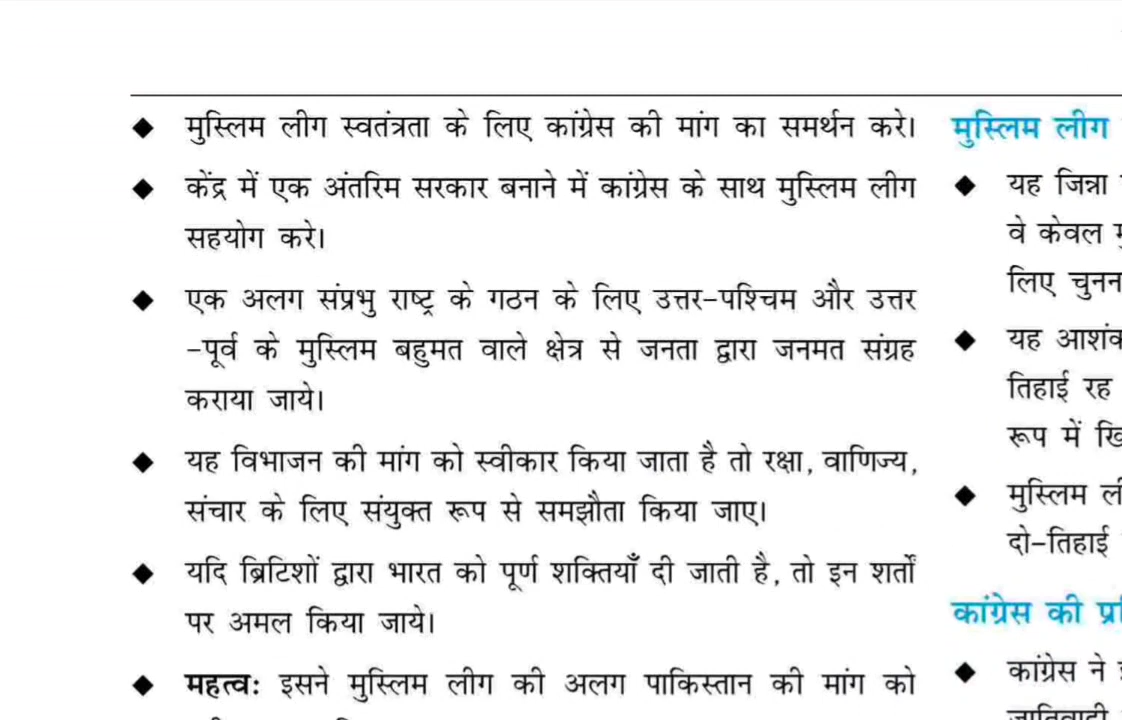 ◆ मुस्लिम लीग स्वतंत्रता के लिए कांग्रेस की मांग का समर्थन करे।
◆ केंद्र में एक अंतरिम सरकार बनाने में कांग्रेस के साथ मुस्लिम लीग
सहयोग करे।
◆ एक अलग संप्रभु राष्ट्र के गठन के लिए उत्तर-पश्चिम और उत्तर
-पूर्व के मुस्लिम बहुमत वाले क्षेत्र से जनता द्वारा जनमत संग्रह
कराया जाये।
◆ यह विभाजन की मांग को स्वीकार किया जाता है तो रक्षा, वाणिज्य,
संचार के लिए संयुक्त रूप से समझौता किया जाए।
◆ यदि ब्रिटिशों द्वारा भारत को पूर्ण शक्तियाँ दी जाती है, तो इन शर्तों
पर अमल किया जाये।
◆ महत्व: इसने मुस्लिम लीग की अलग पाकिस्तान की मांग को
मुस्लिम लीग
◆ यह जिन्ना
वे केवल
लिए
◆ यह
तिहाई रह
रूप में
◆ मुस्लिम
दो-तिहाई
कांग्रेस की
◆ कांग्रेस ने